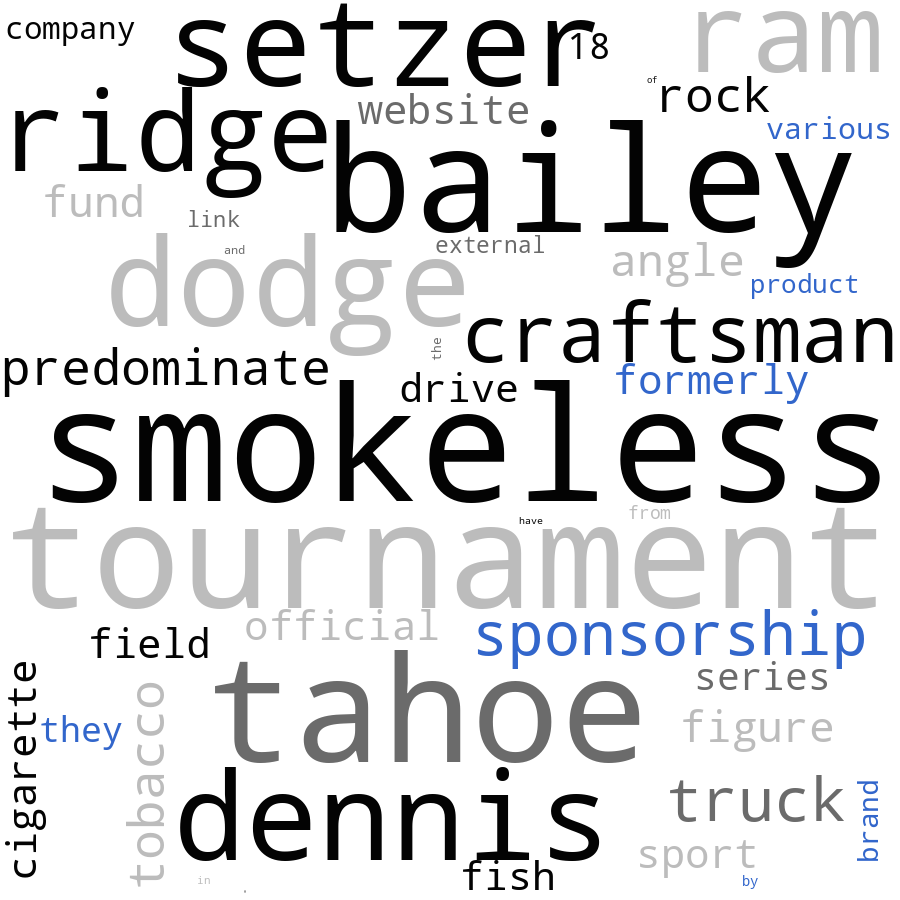 company
setzer
18
ram
of
rock
ridge
website
various
bailey
fund
link
and
external
angle
dodge
product
the
craftsman
predominate
drive
formerly
smokeless
have
from
tournament
official
sponsorship
field
cigarette
they
tobacco
tahoe
series
figure
dennis
truck
brand
sport
fish
in
.
by